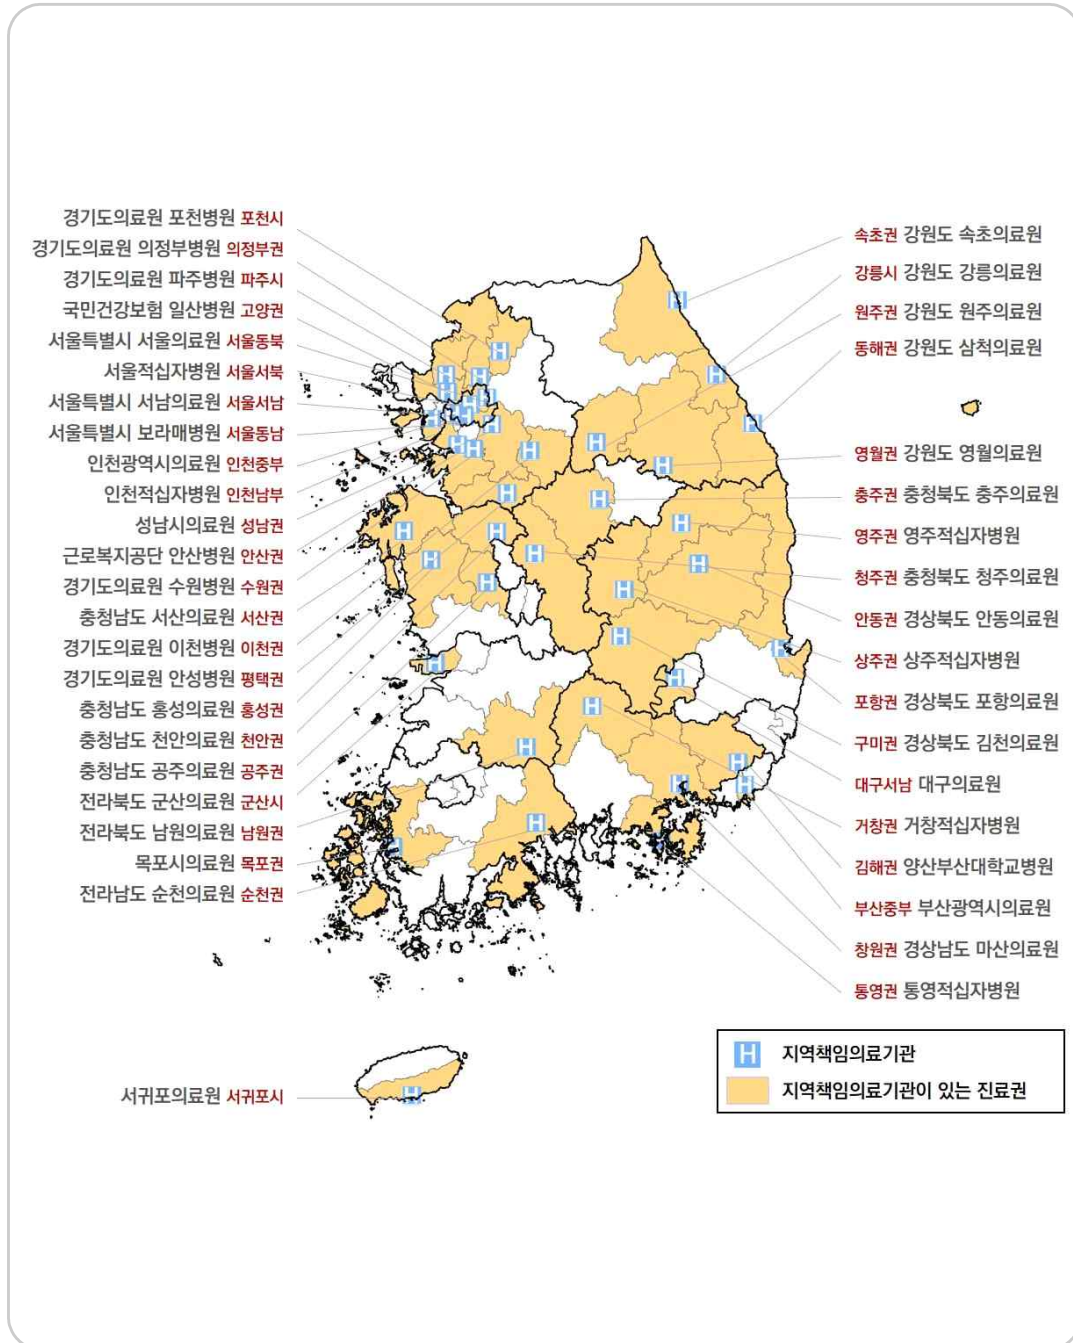 경기도의료원 포천병원 포천시
경기도의료원 의정부병원 의정부권
경기도의료원 파주병원 파주시
국민건강보험 일산병원 고양권
서울특별시 서울의료원 서울동북
서울적십자병원 서울서북
서울특별시 서남의료원 서울서남
서울특별시 보라매병원 서울동남
인천광역시의료원 인천중부
인천적십자병원 인천남부
성남시의료원 성남권
근로복지공단 안산병원 안산권
경기도의료원 수원병원 수원권
충청남도 서산의료원 서산권
경기도의료원 이천병원 이천권
경기도의료원 안성병원 평택권
충청남도 홍성의료원 홍성권
충청남도 천안의료원 천안권
충청남도 공주의료원 공주권
전라북도 군산의료원 군산시
전라북도 남원의료원 남원권
목포시의료원 목포권
전라남도 순천의료원 순천권
서귀포의료원 서귀포시
속초권 강원도 속초의료원
강릉시 강원도 강릉의료원
원주권 강원도 원주의료원
동해권 강원도 삼척의료원
영월권 강원도 영월의료원
충주권 충청북도 충주의료원
영주권 영주적십자병원
청주권 충청북도 청주의료원
안동권 경상북도 안동의료원
상주권 상주적십자병원
포항권 경상북도 포항의료원
구미권 경상북도 김천의료원
대구서남 대구의료원
거창권 거창적십자병원
김해권 양산부산대학교병원
부산중부 부산광역시의료원
창원권 경상남도 마산의료원
통영권 통영적십자병원
H 지역책임의료기관
지역책임의료기관이 있는 진료권